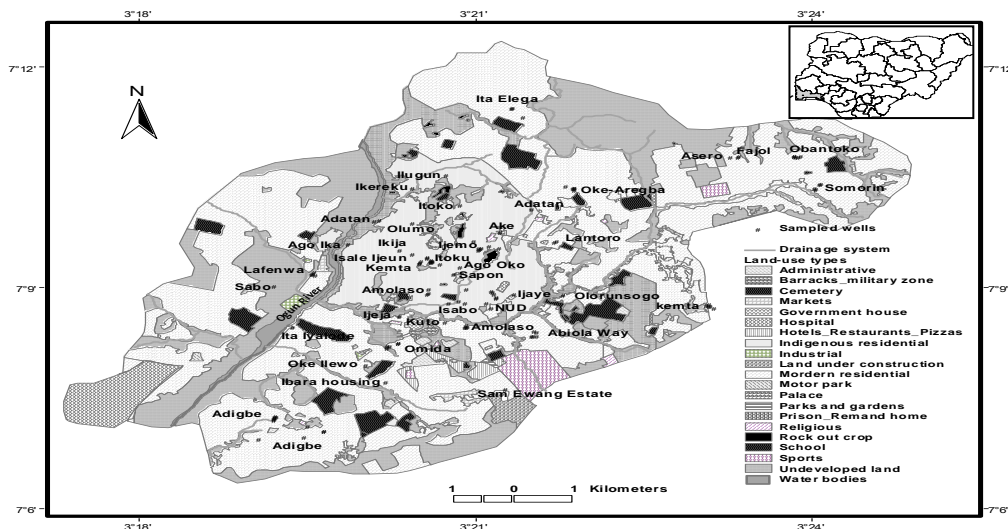 3°18'
3°21'
3°24'
7°12'
7°12'
N
Ita Elega
Asero
Fajol
Obantoko
Ilugun
Ikereku
Oke-Aregba
Somorin
Itoko
Adatan
Adatan
Olumo
Ake
Ago Ika
Ikija
Ijemo
Lantoro
Isale Ijeun
Itoku
Kemta
Ago Oko
Lafenwa
Sapon
Sabo
Amolaso
Ijaye
Olorunsogo
Ogun River
Isabo
NUD
kemta
Ijeja
Kuto
Amolaso
Abiola Way
Ita Iyalode
Omida
Oke Ilewo
Ibara housing
Sam Ewang Estate
Adigbe
Adigbe
7°9'
7°9'
Sampled wells
Drainage system
Land-use types
Administrative
Barracks_military zone
Cemetery
Markets
Government house
Hospital
Hotels_Restaurants_Pizzas
Indigenous residential
Industrial
Land under construction
Mordern residential
Motor park
Palace
Parks and gardens
Prison_Remand home
Religious
Rock out crop
School
Sports
Undeveloped land
Water bodies
1 0 1 Kilometers
7°6'
7°6'
3°18'
3°21'
3°24'